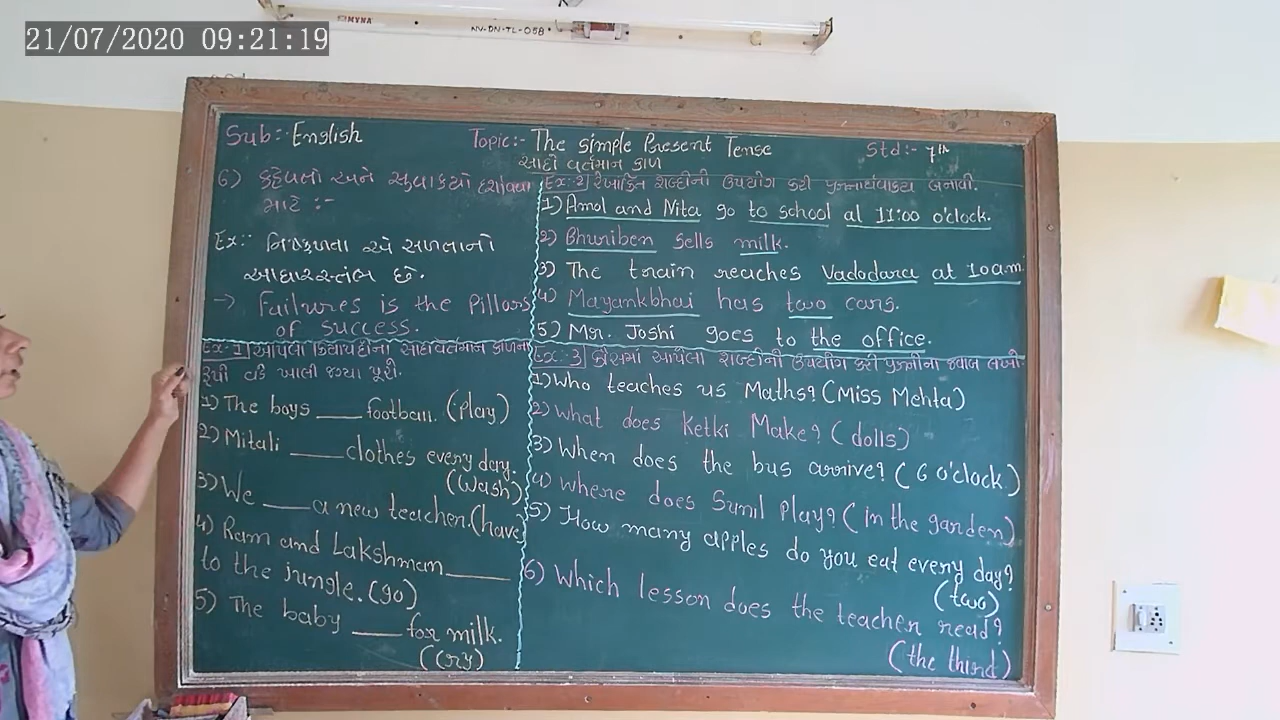 21/07/2020 09:21:19
MYNA
NV-DN-TL-058
Sub:- English
Topic:- The Simple Present Tense
Std:- 7th
સાદો વર્તમાન કાળ
6) કહેવતો અને સુવાકયો દર્શાવવા
માટે :-
Ex:- નિષ્ફળતા એ સફળતાનો
આધારસ્તંભ છે.
→ Failures is the Pillars
of success.
Ex:-1 આપેલા ક્રિયાપદોના સાદાવર્તમાન કાળના
રૂપો વડે ખાલી જગ્યા પૂરો.
1) The boys ___ football. (Play)
2) Mitali ___ clothes every day.
(Wash)
3) We ___ a new teacher. (have)
4) Ram and Lakshman ___
to the jungle. (go)
5) The baby ___ for milk.
(Cry)
Ex:-2 રેખાંકિત શબ્દોનો ઉપયોગ કરી પ્રશ્નાર્થવાકય બનાવો.
1) Amol and Nita go to school at 11:00 o'clock.
2) Bhuriben sells milk.
3) The train reaches Vadodara at 10 a.m.
4) Mayankbhai has two cars.
5) Mr. Joshi goes to the office.
Ex:-3 કૌંસમાં આપેલા શબ્દોનો ઉપયોગ કરી પ્રશ્નોના જવાબ લખો.
1) Who teaches us Maths? (Miss Mehta)
2) What does Ketki Make? (dolls)
3) When does the bus arrive? (6 o'clock.)
4) Where does Sunil Play? (in the garden)
5) How many apples do you eat every day?
(two)
6) Which lesson does the teacher read?
(the third)